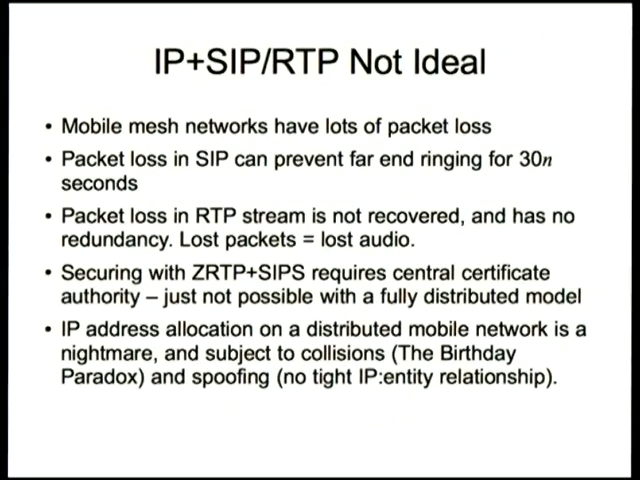 IP+SIP/RTP Not Ideal
• Mobile mesh networks have lots of packet loss
• Packet loss in SIP can prevent far end ringing for 30n
seconds
• Packet loss in RTP stream is not recovered, and has no
redundancy. Lost packets = lost audio.
• Securing with ZRTP+SIPS requires central certificate
authority – just not possible with a fully distributed model
• IP address allocation on a distributed mobile network is a
nightmare, and subject to collisions (The Birthday
Paradox) and spoofing (no tight IP:entity relationship).